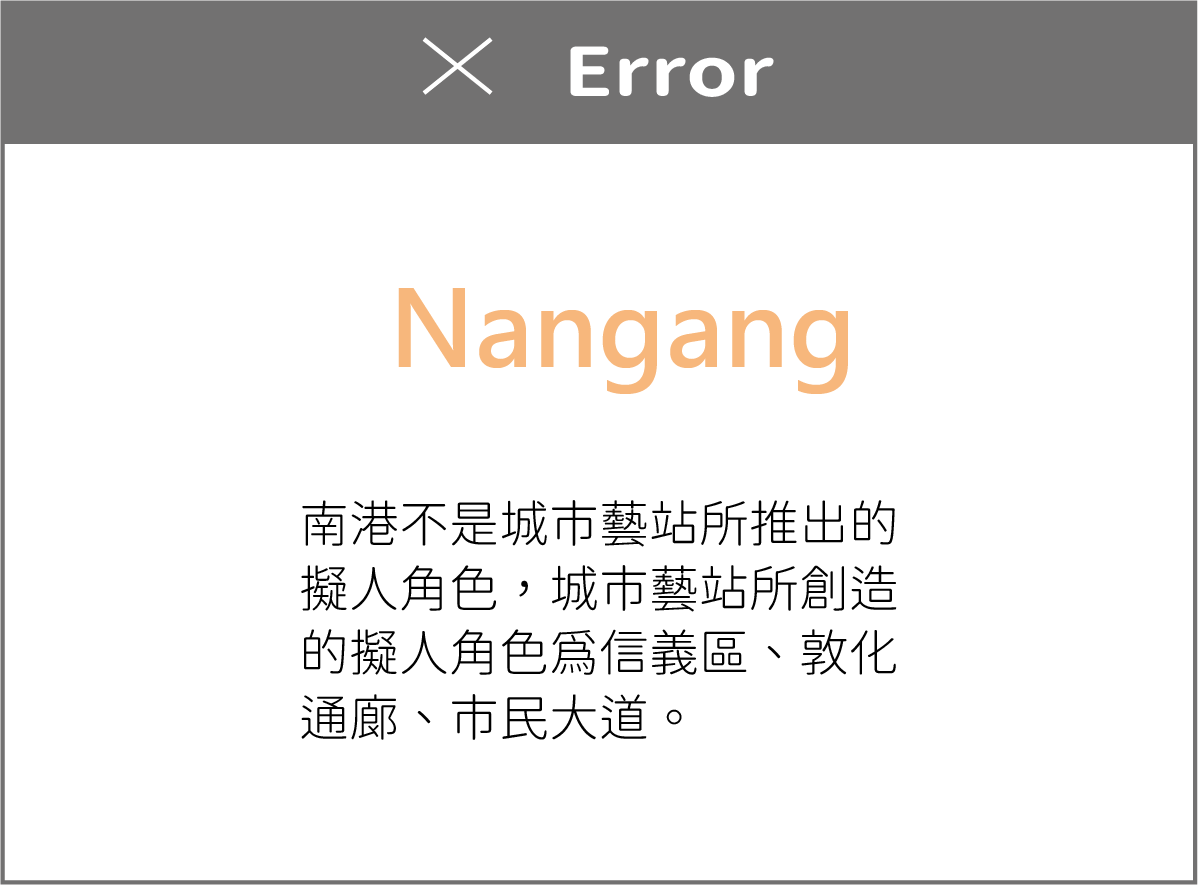 × Error
Nangang
南港不是城市藝站所推出的
擬人角色，城市藝站所創造
的擬人角色爲信義區、敦化
通廊、市民大道。